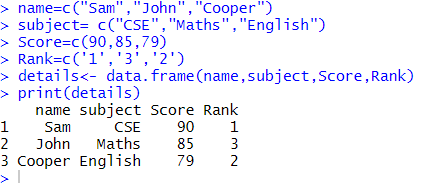 > name=c("Sam","John","Cooper")
> subject= c("CSE","Maths","English")
> Score=c(90,85,79)
> Rank=c('1','3','2')
> details<- data.frame(name,subject,Score,Rank)
> print(details)
    name subject Score Rank
1    Sam     CSE    90    1
2   John   Maths    85    3
3 Cooper English    79    2
>